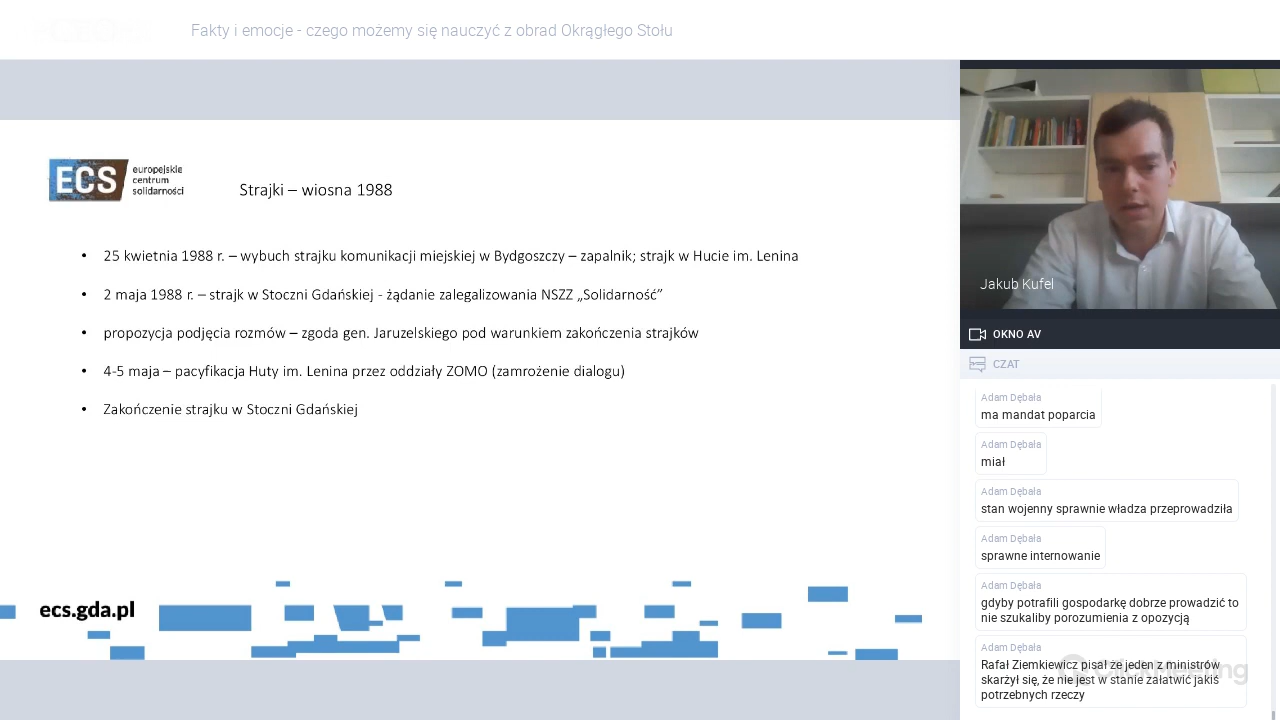 Fakty i emocje - czego możemy się nauczyć z obrad Okrągłego Stołu
ECS europejskie
centrum
solidarności
Strajki – wiosna 1988
• 25 kwietnia 1988 r. – wybuch strajku komunikacji miejskiej w Bydgoszczy – zapalnik; strajk w Hucie im. Lenina
• 2 maja 1988 r. – strajk w Stoczni Gdańskiej - żądanie zalegalizowania NSZZ „Solidarność”
• propozycja podjęcia rozmów – zgoda gen. Jaruzelskiego pod warunkiem zakończenia strajków
• 4-5 maja – pacyfikacja Huty im. Lenina przez oddziały ZOMO (zamrożenie dialogu)
• Zakończenie strajku w Stoczni Gdańskiej
ecs.gda.pl
Jakub Kufel
OKNO AV
CZAT
Adam Dębała
ma mandat poparcia
Adam Dębała
miał
Adam Dębała
stan wojenny sprawnie władza przeprowadziła
Adam Dębała
sprawne internowanie
Adam Dębała
gdyby potrafili gospodarkę dobrze prowadzić to
nie szukaliby porozumienia z opozycją
Adam Dębała
Rafał Ziemkiewicz pisał że jeden z ministrów
skarżył się, że nie jest w stanie załatwić jakiś
potrzebnych rzeczy
ClickMeeting